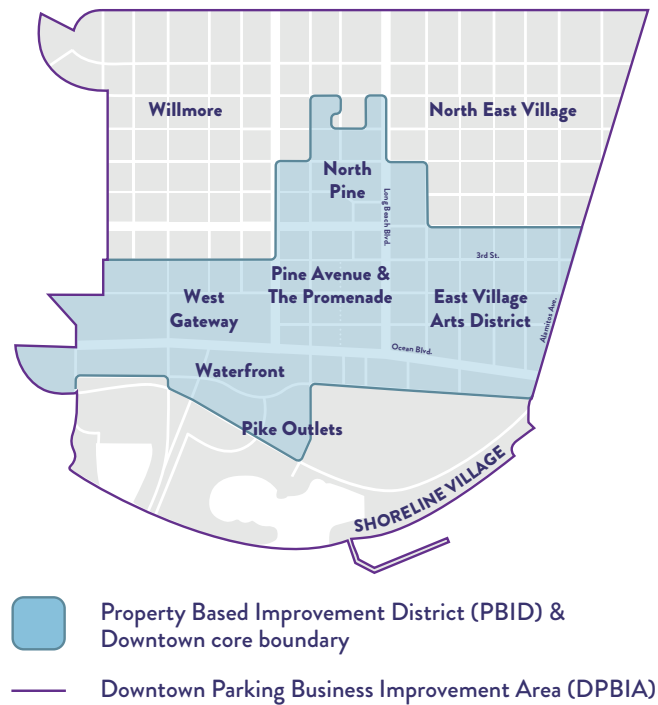 Willmore
North East Village
North
Pine
Long Beach Blvd.
3rd St.
Pine Avenue &
The Promenade
West
Gateway
East Village
Arts District
Alamitos Ave.
Ocean Blvd.
Waterfront
Pike Outlets
SHORELINE VILLAGE
Property Based Improvement District (PBID) &
Downtown core boundary
Downtown Parking Business Improvement Area (DPBIA)